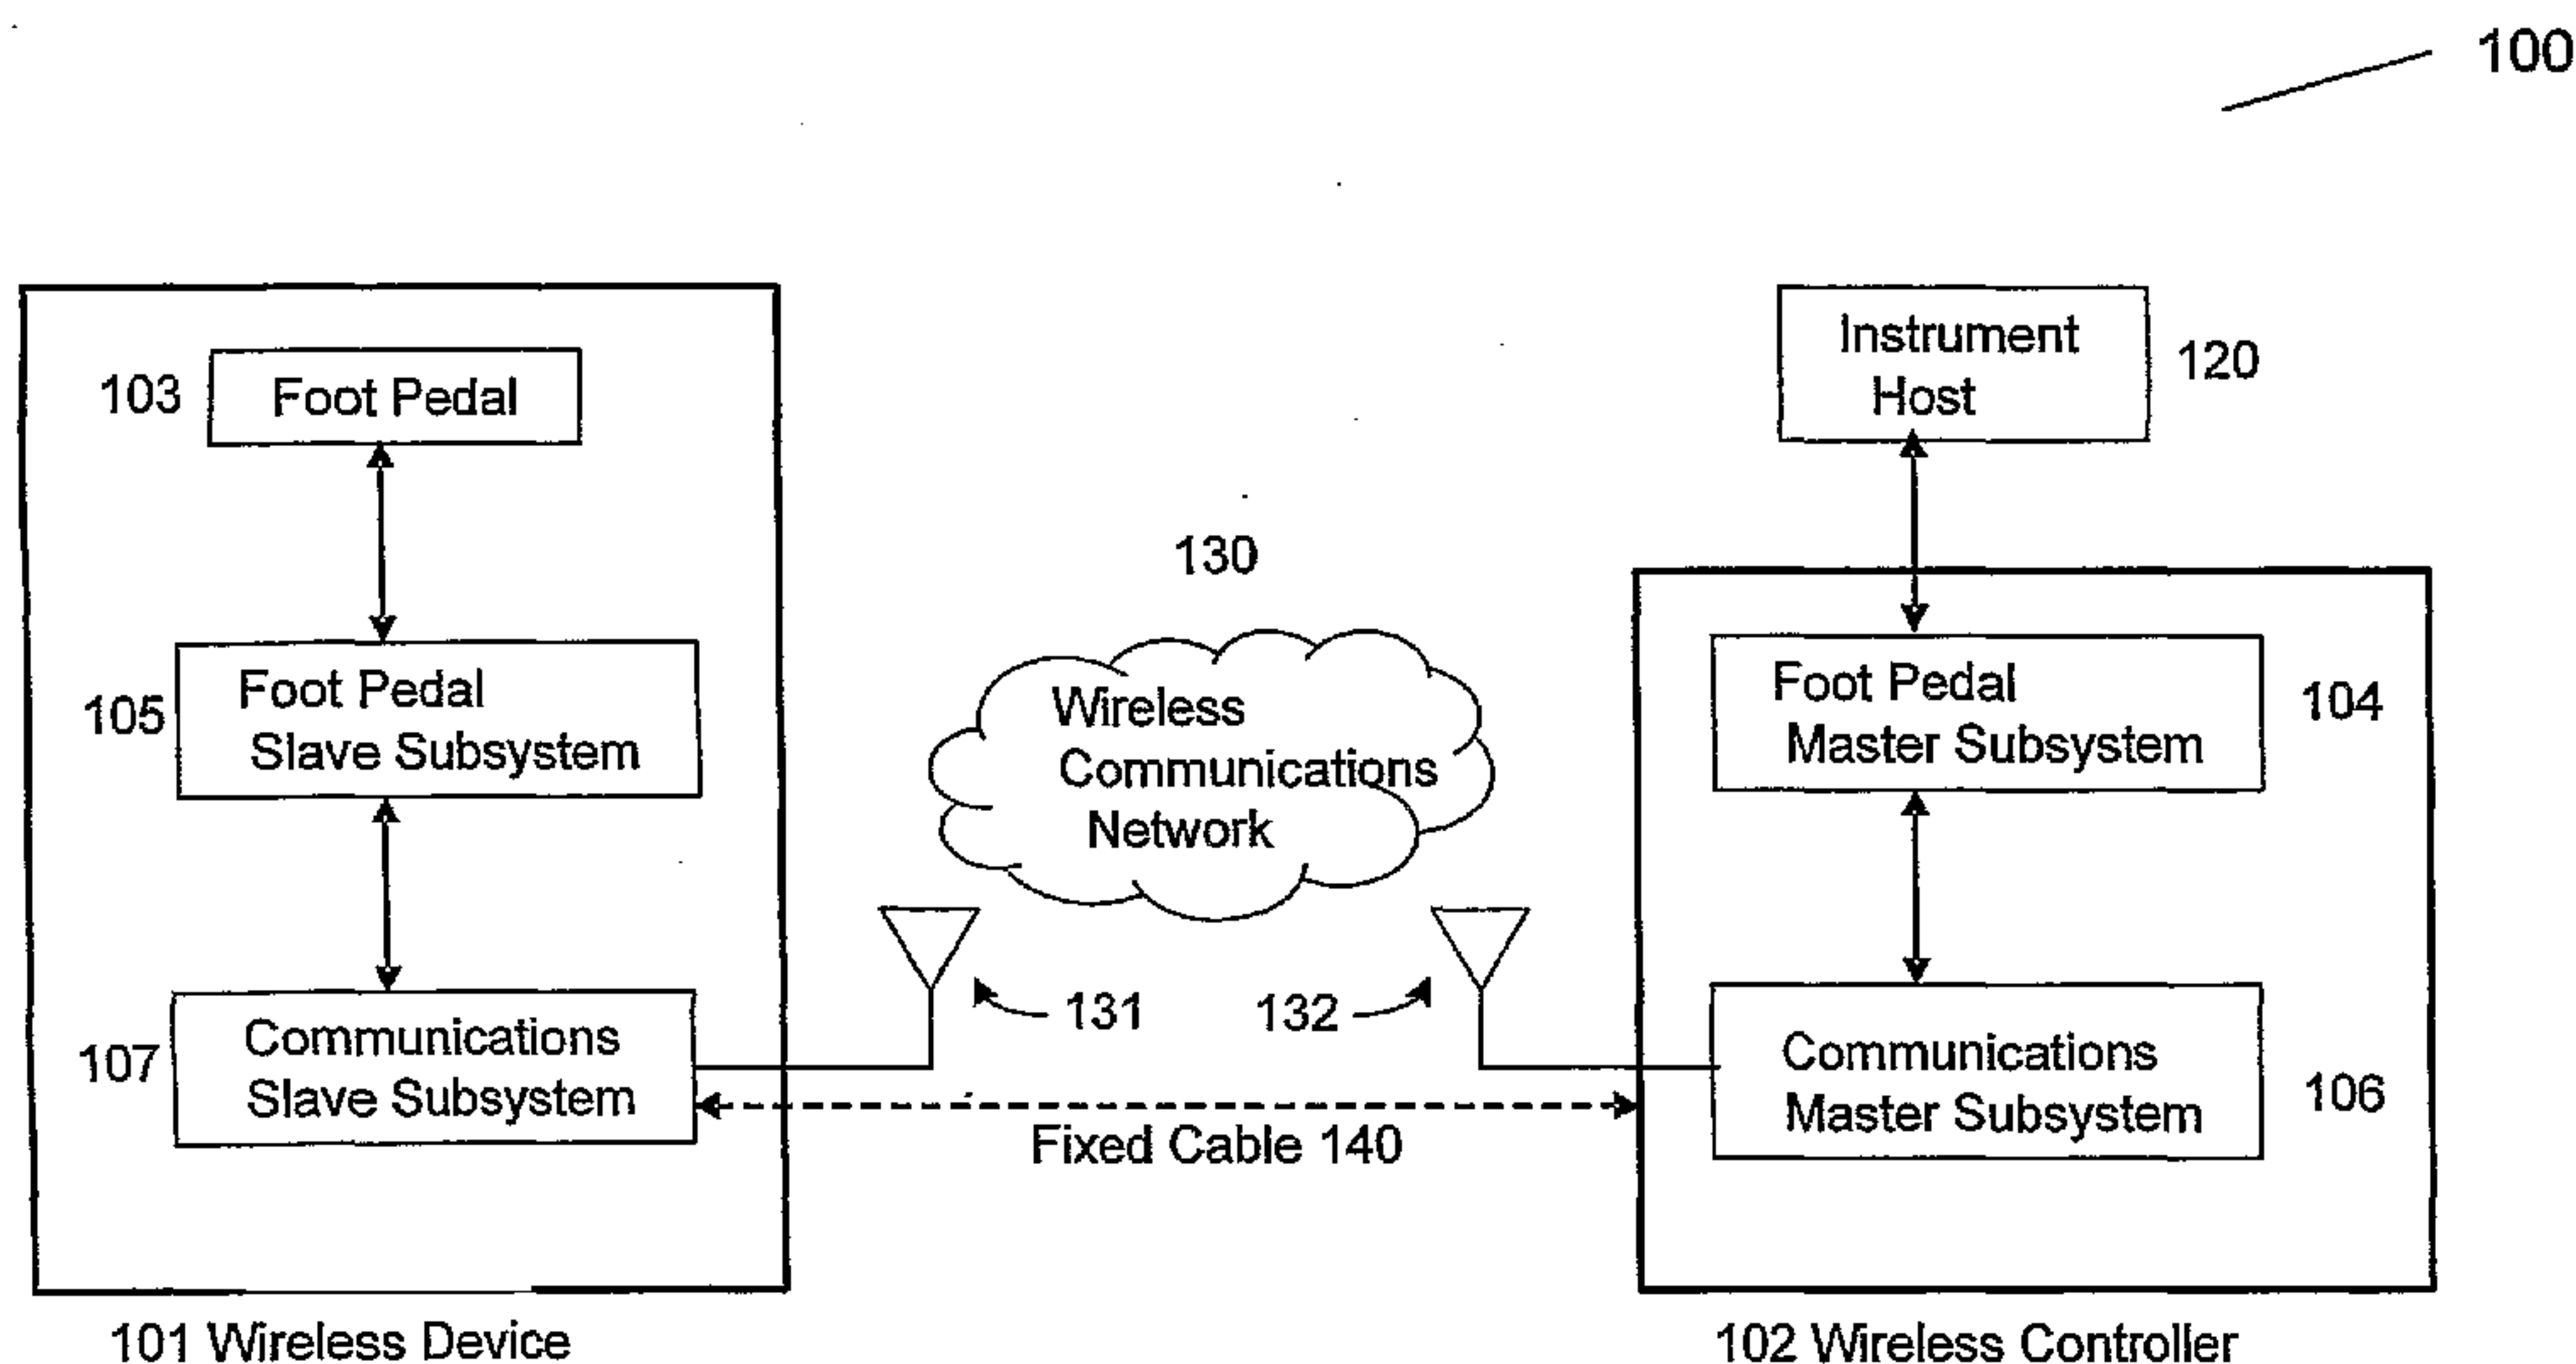 100
103
Foot Pedal
Instrument
Host
120
130
105
Foot Pedal
Slave Subsystem
Wireless
Communications
Network
Foot Pedal
Master Subsystem
104
107
Communications
Slave Subsystem
131
132
Communications
Master Subsystem
106
Fixed Cable 140
101 Wireless Device
102 Wireless Controller